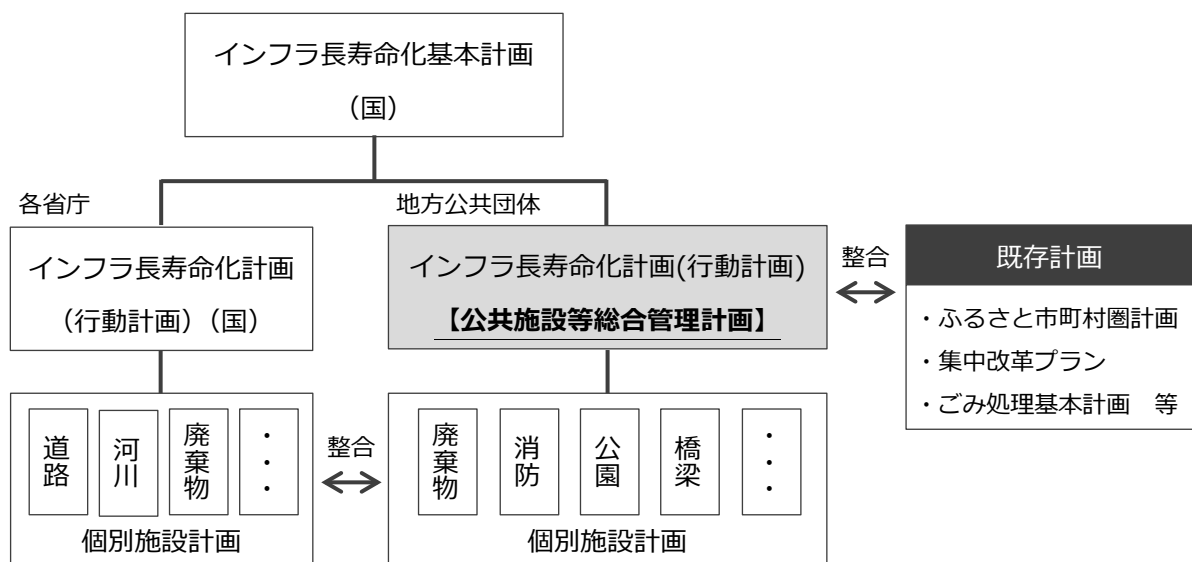 インフラ長寿命化基本計画
（国）
各省庁
地方公共団体
インフラ長寿命化計画
（行動計画）（国）
インフラ長寿命化計画(行動計画)
【公共施設等総合管理計画】
整合
既存計画
・ふるさと市町村圏計画
・集中改革プラン
・ごみ処理基本計画　等
道路
河川
廃棄物
・・・
個別施設計画
整合
廃棄物
消防
公園
橋梁
・・・
個別施設計画